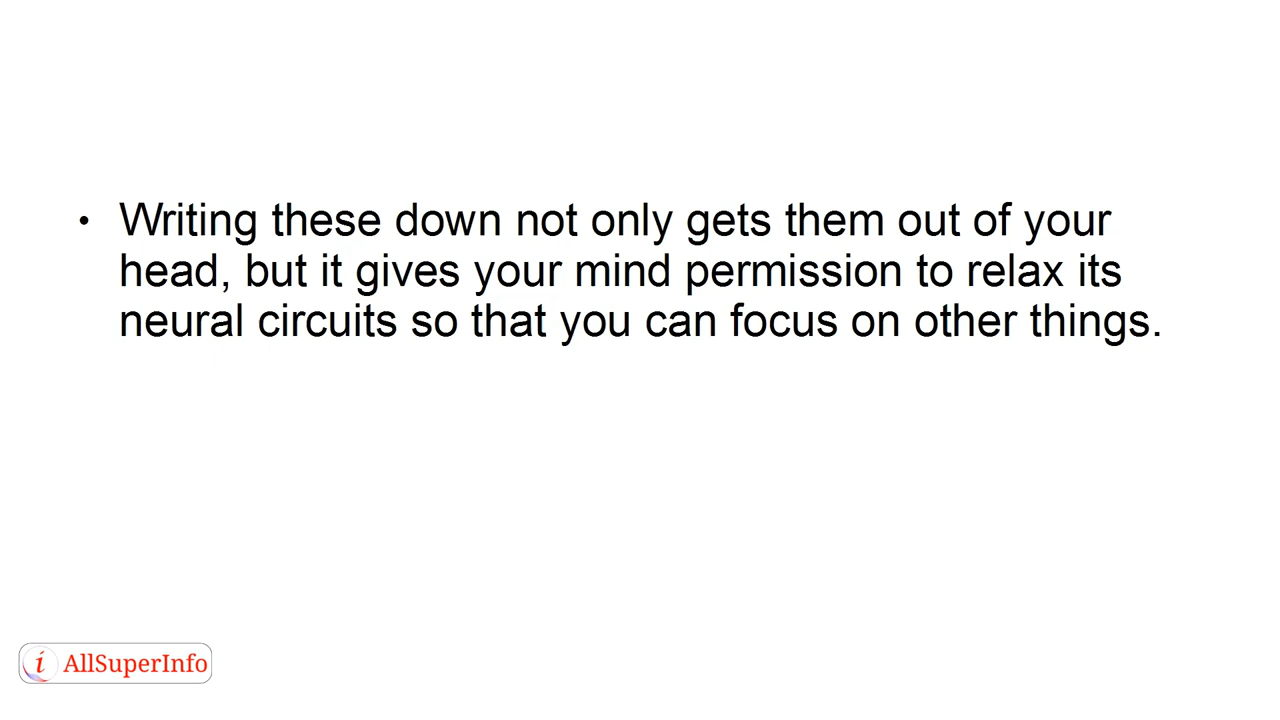 • Writing these down not only gets them out of your
head, but it gives your mind permission to relax its
neural circuits so that you can focus on other things.
i AllSuperInfo